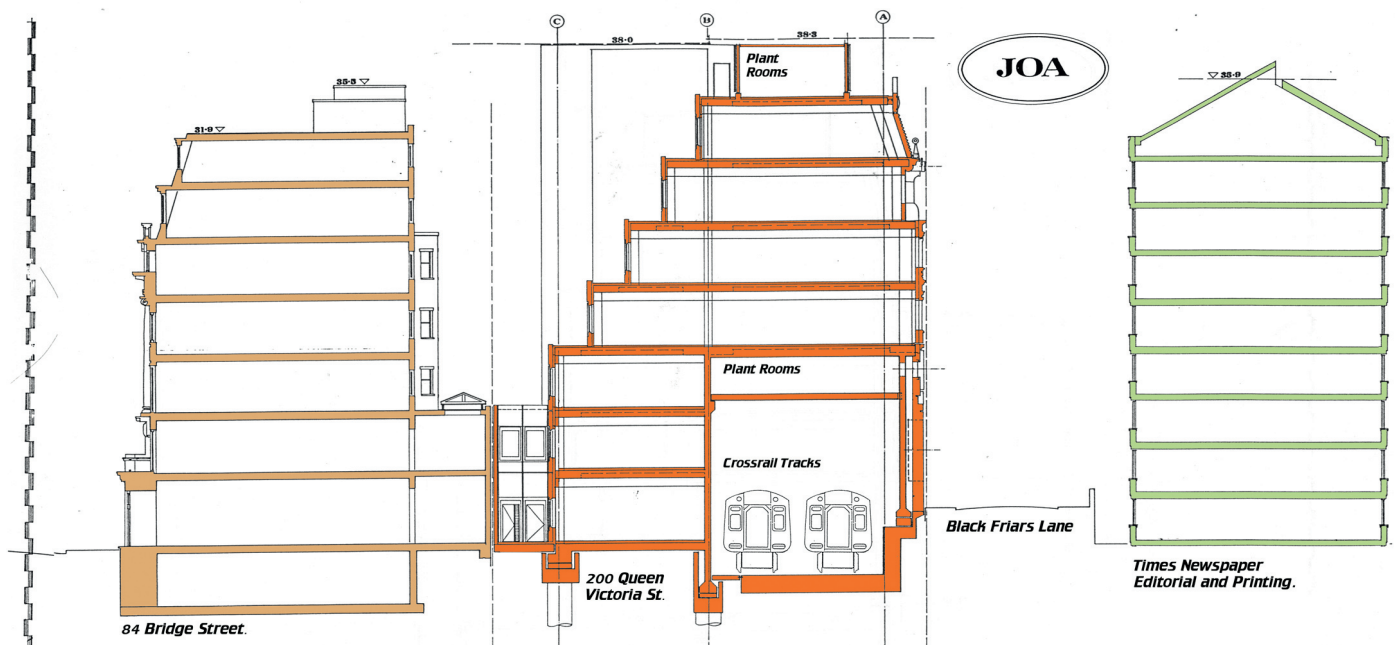 C
B
A
38-0
38-3
Plant
Rooms
JOA
35-5
38-9
31-9
Plant Rooms
Crossrail Tracks
Black Friars Lane
200 Queen
Victoria St.
Times Newspaper
Editorial and Printing.
84 Bridge Street.